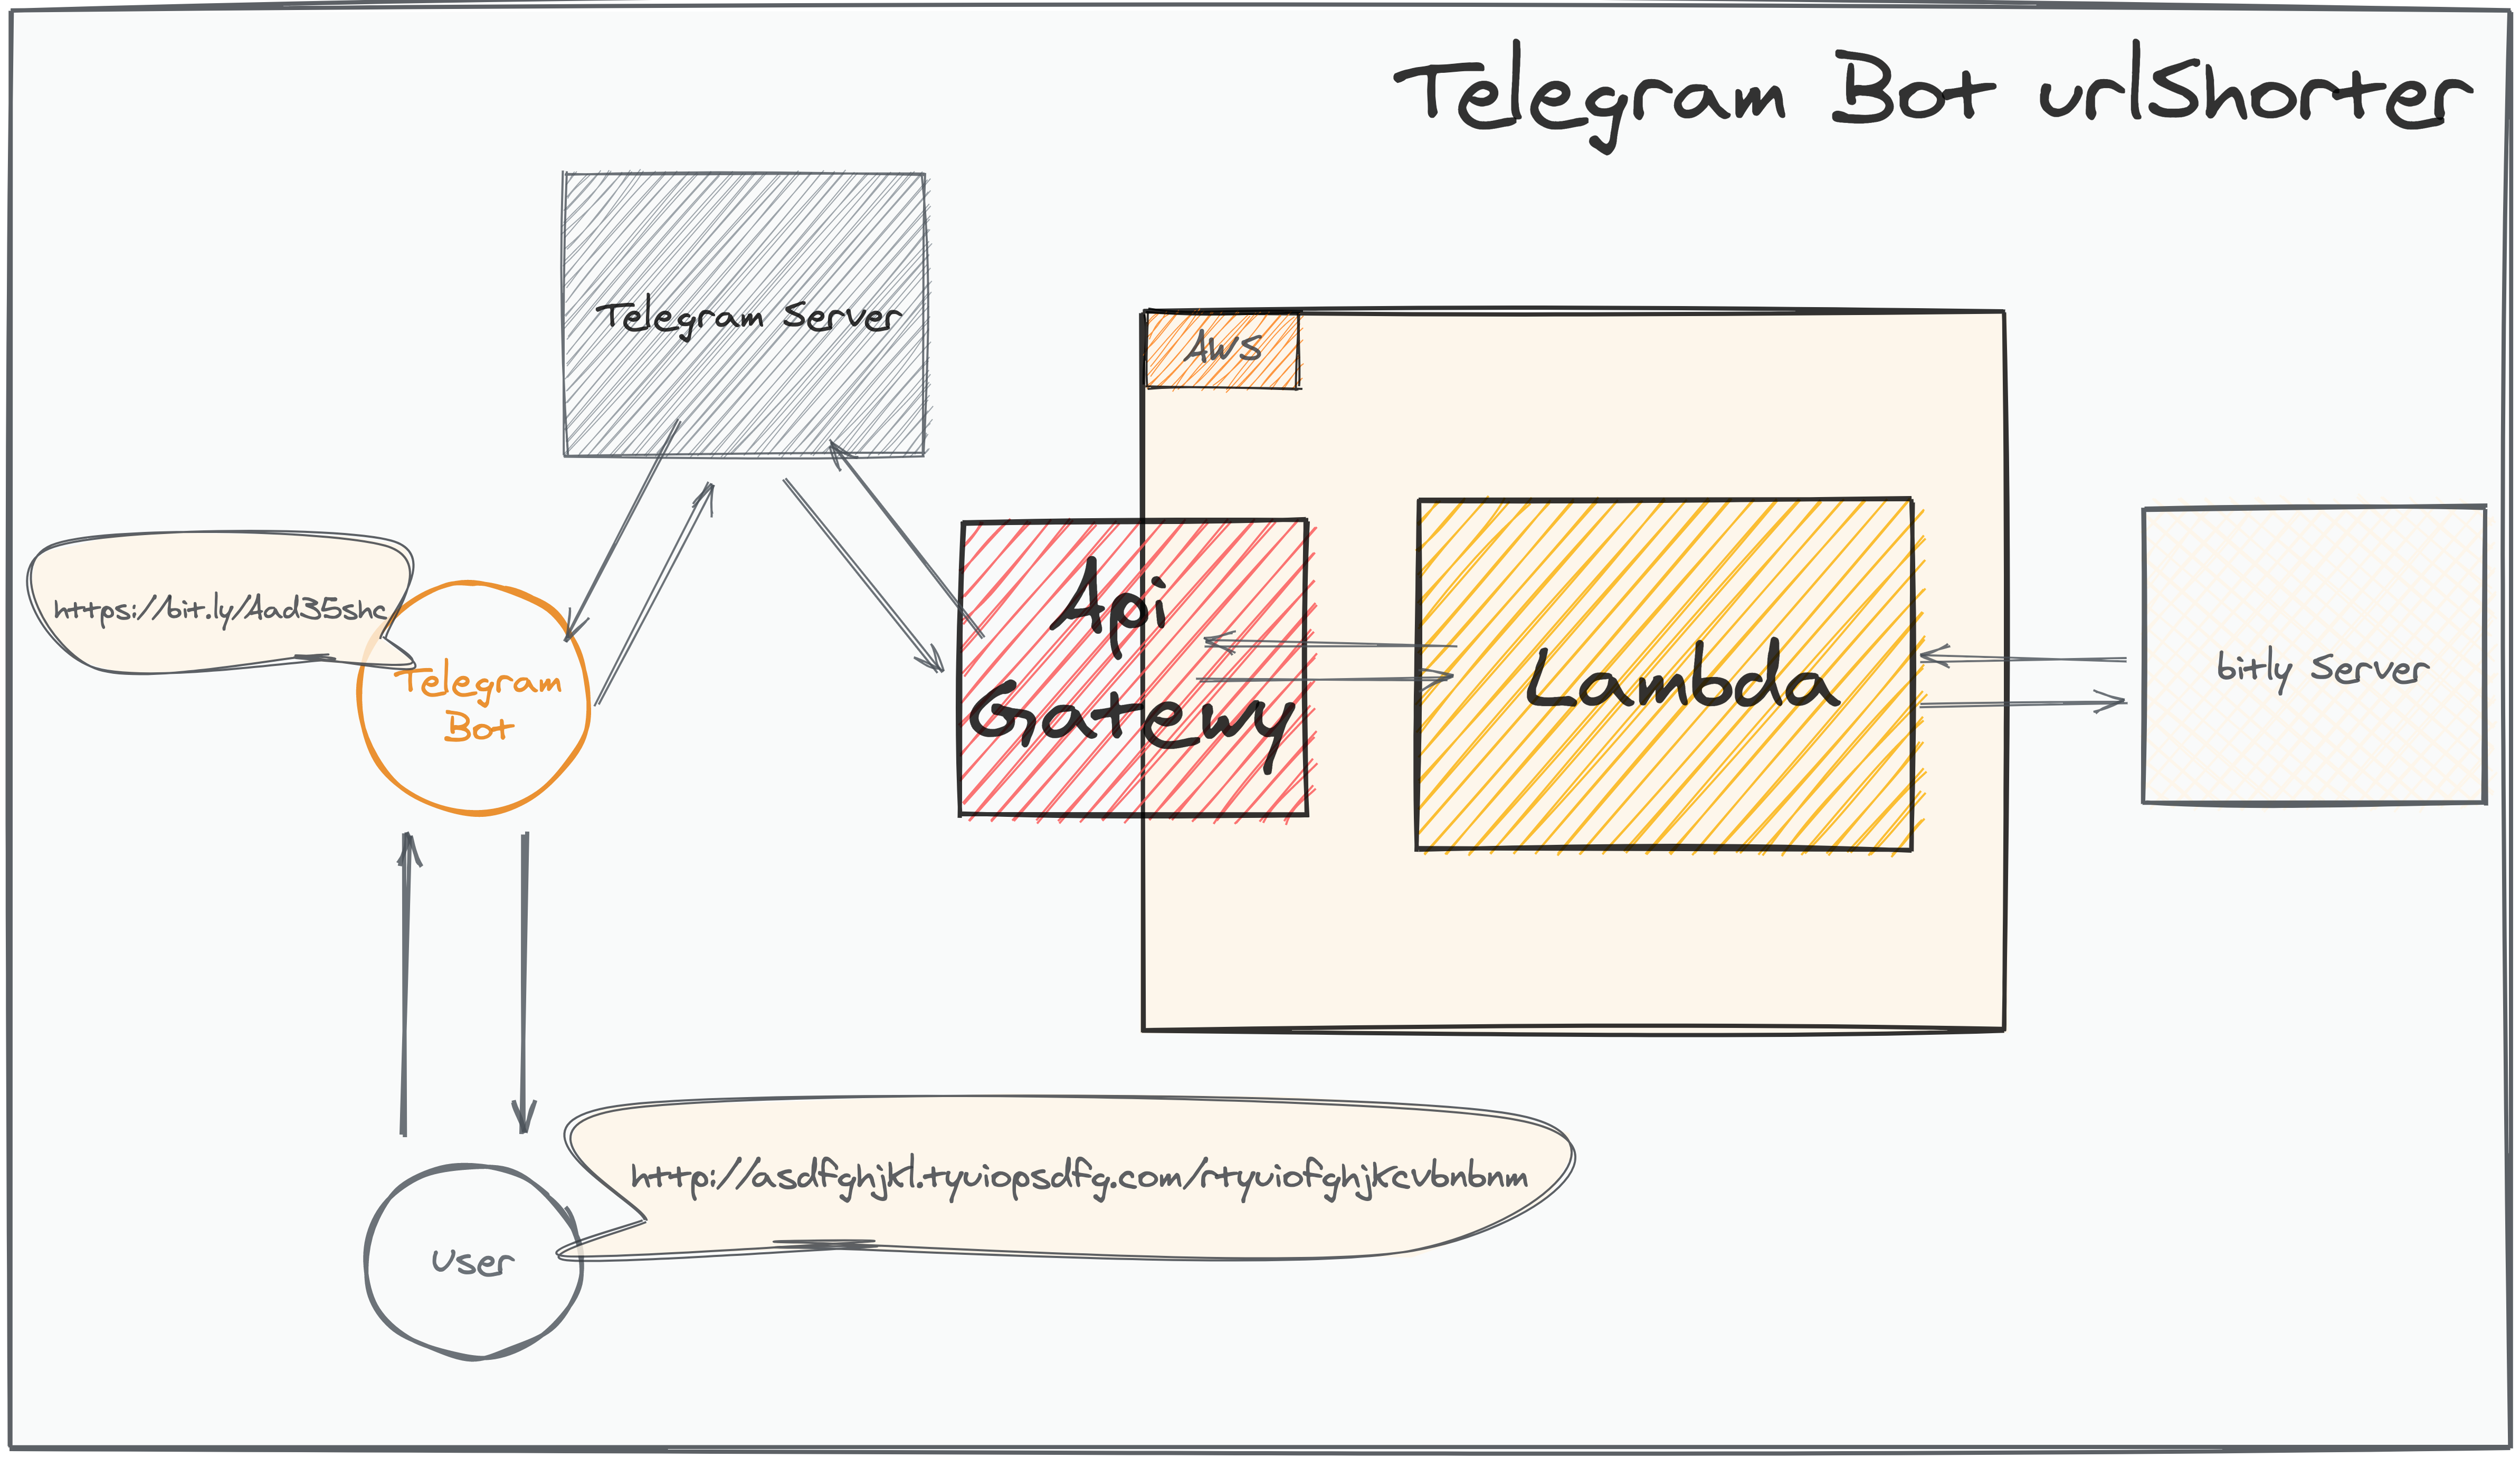 Telegram Bot urlShorter
Telegram Server
AWS
https://bit.ly/4ad35shc
Telegram
Bot
Api
Gatewy
Lambda
bitly Server
http://asdfghjkl.tyuiopsdfg.com/rtyuiofghjkcvbnbnm
User